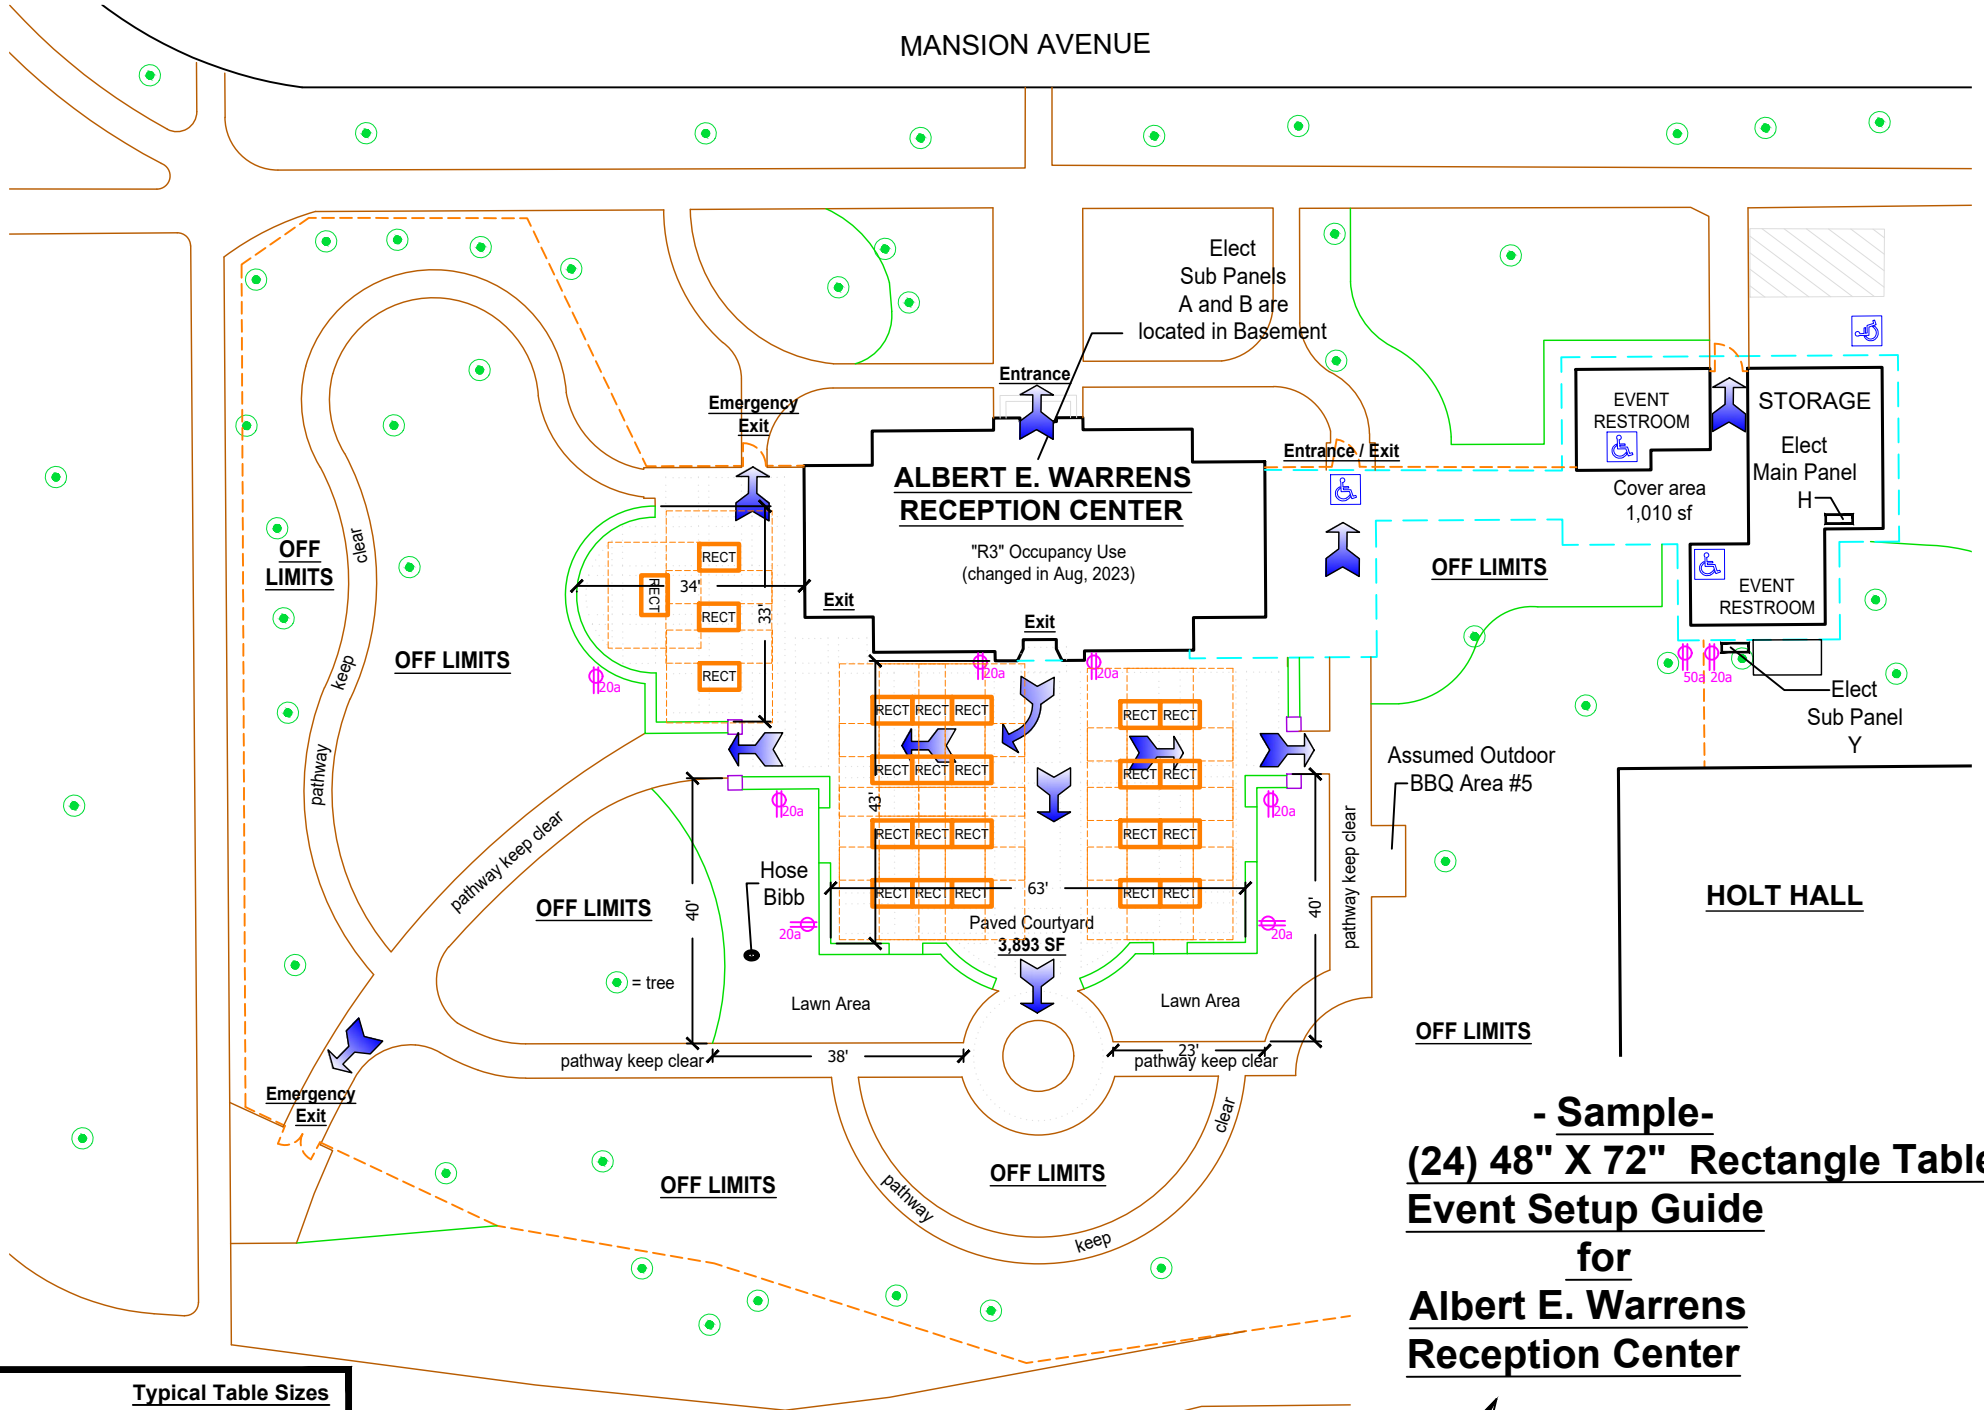 MANSION AVENUE
Elect
Sub Panels
A and B are
located in Basement
Entrance
Emergency
Exit
Entrance / Exit
EVENT
RESTROOM
STORAGE
Elect
Main Panel
H
Cover area
1,010 sf
ALBERT E. WARRENS
RECEPTION CENTER
"R3" Occupancy Use
(changed in Aug, 2023)
Exit
Exit
OFF
LIMITS
clear
keep
pathway
OFF LIMITS
RECT
RECT
RECT
RECT
34'
33'
OFF LIMITS
EVENT
RESTROOM
20a
20a
20a
50a
20a
Elect
Sub Panel
Y
RECT RECT RECT
RECT RECT
RECT RECT RECT
RECT RECT
RECT RECT RECT
RECT RECT
RECT RECT RECT
RECT RECT
43'
63'
Assumed Outdoor
BBQ Area #5
20a
20a
pathway keep clear
pathway keep clear
Hose
Bibb
OFF LIMITS
40'
40'
20a
20a
Paved Courtyard
3,893 SF
HOLT HALL
= tree
Lawn Area
Lawn Area
OFF LIMITS
pathway keep clear
38'
23'
pathway keep clear
Emergency
Exit
OFF LIMITS
OFF LIMITS
pathway
keep
clear
- Sample-
(24) 48" X 72" Rectangle Table
Event Setup Guide
for
Albert E. Warrens
Reception Center
Typical Table Sizes